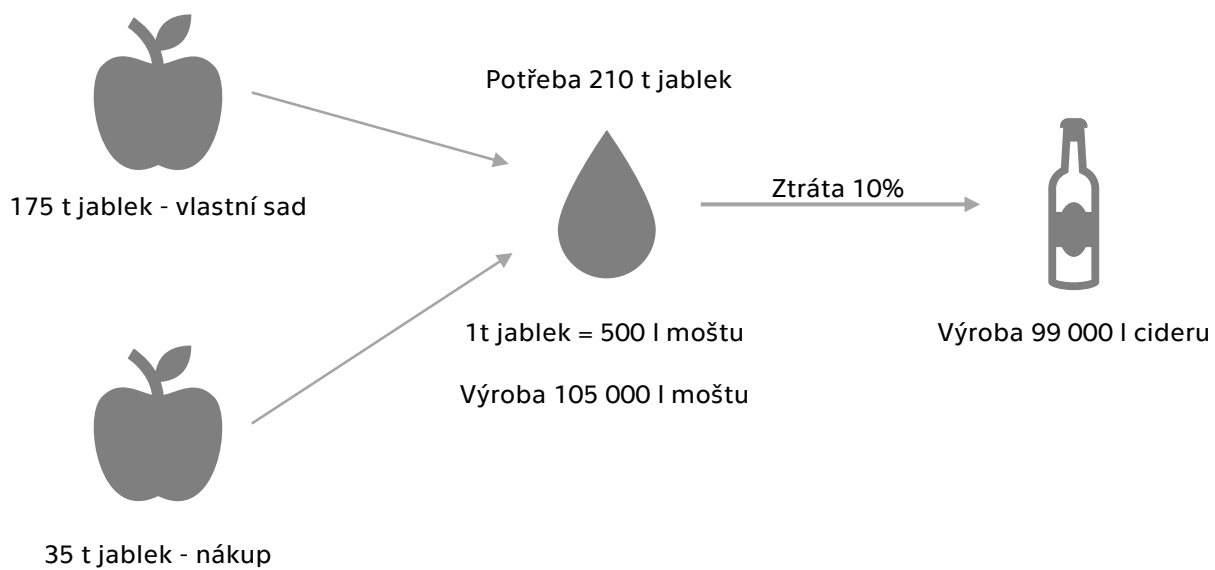 175 t jablek - vlastní sad
35 t jablek - nákup
Potřeba 210 t jablek
1t jablek = 500 l moštu
Výroba 105 000 l moštu
Ztráta 10%
Výroba 99 000 l cideru